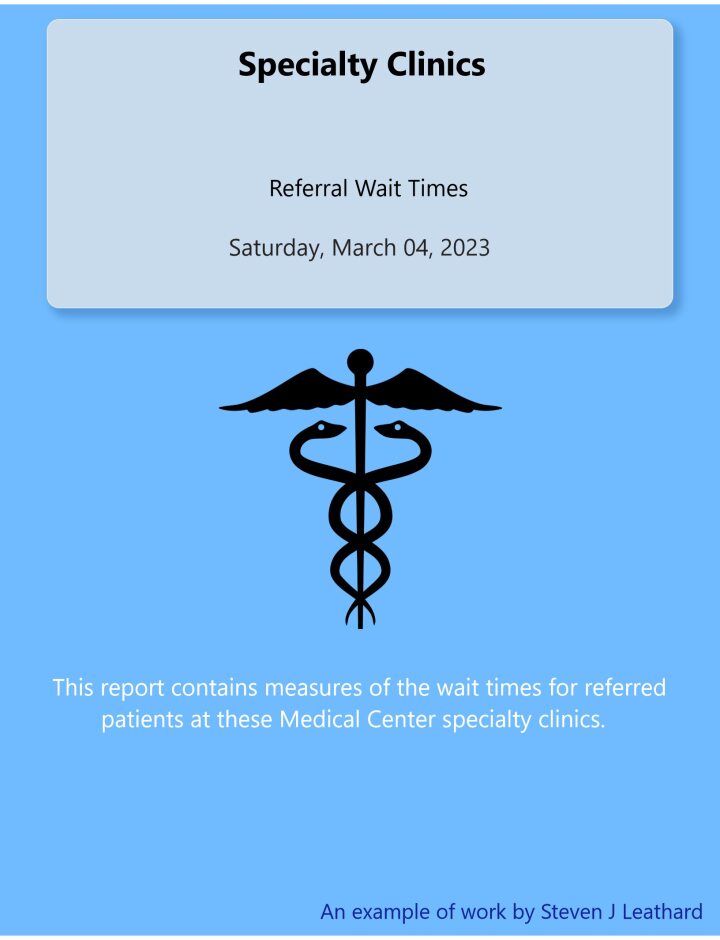 Specialty Clinics
Referral Wait Times
Saturday, March 04, 2023
This report contains measures of the wait times for referred
patients at these Medical Center specialty clinics.
An example of work by Steven J Leathard